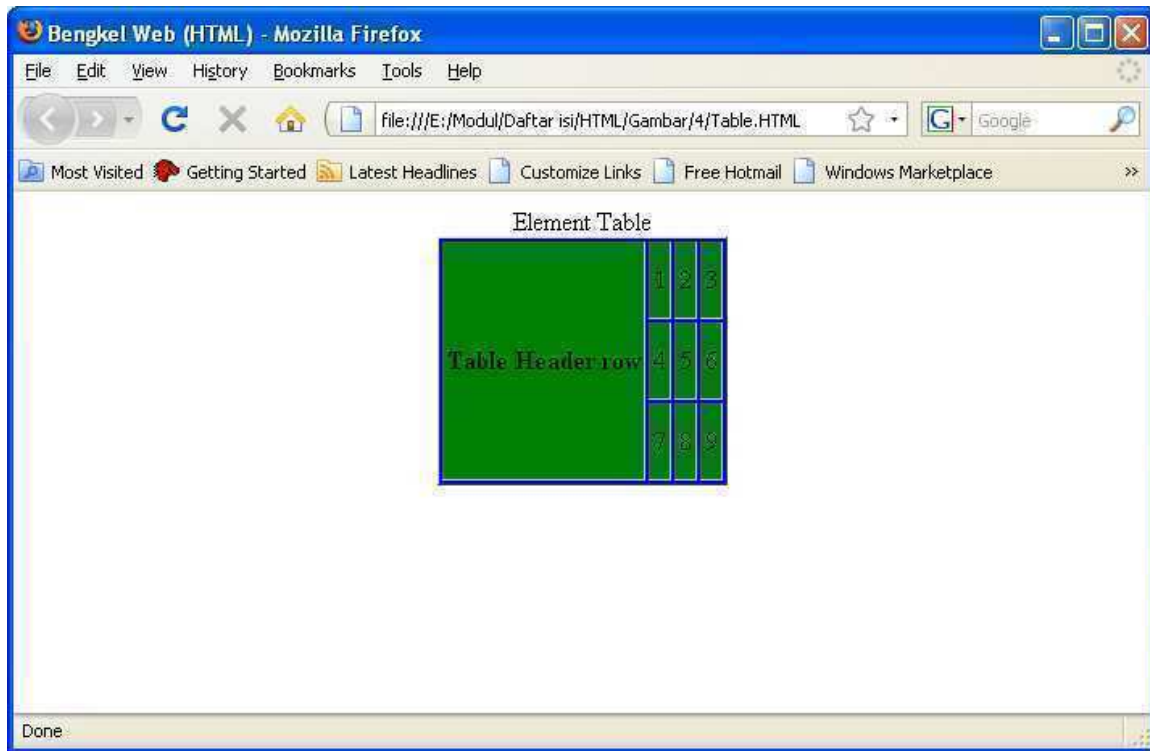 Bengkel Web (HTML) - Mozilla Firefox
File Edit View History Bookmarks Tools Help
file:///E:/Modul/Daftar isi/HTML/Gambar/4/Table.HTML G Google
Most Visited Getting Started Latest Headlines Customize Links Free Hotmail Windows Marketplace »
Element Table
1 2 3
Table Header row 4 5 6
7 8 9
Done